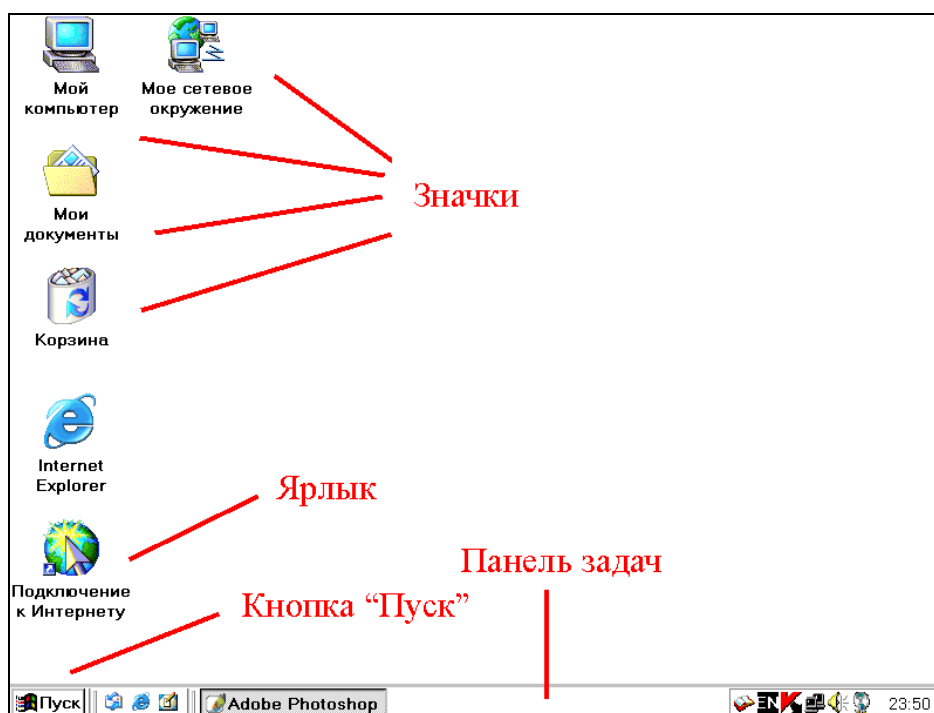 Мой
компьютер
Мое сетевое
окружение
Значки
Мои
документы
Корзина
Internet
Explorer
Ярлык
Подключение
к Интернету
Панель задач
Кнопка “Пуск”
Пуск
Adobe Photoshop
EN
23:50